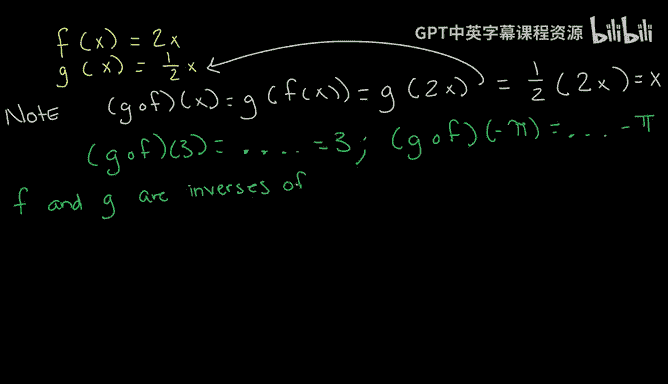 GPT中英字幕课程资源 bilibili
f(x) = 2x
g(x) = 1/2 x
Note (g∘f)(x) = g(f(x)) = g(2x) = 1/2 (2x) = x
(g∘f)(3) = .... = 3; (g∘f)(-π) = .... -π
f and g are inverses of